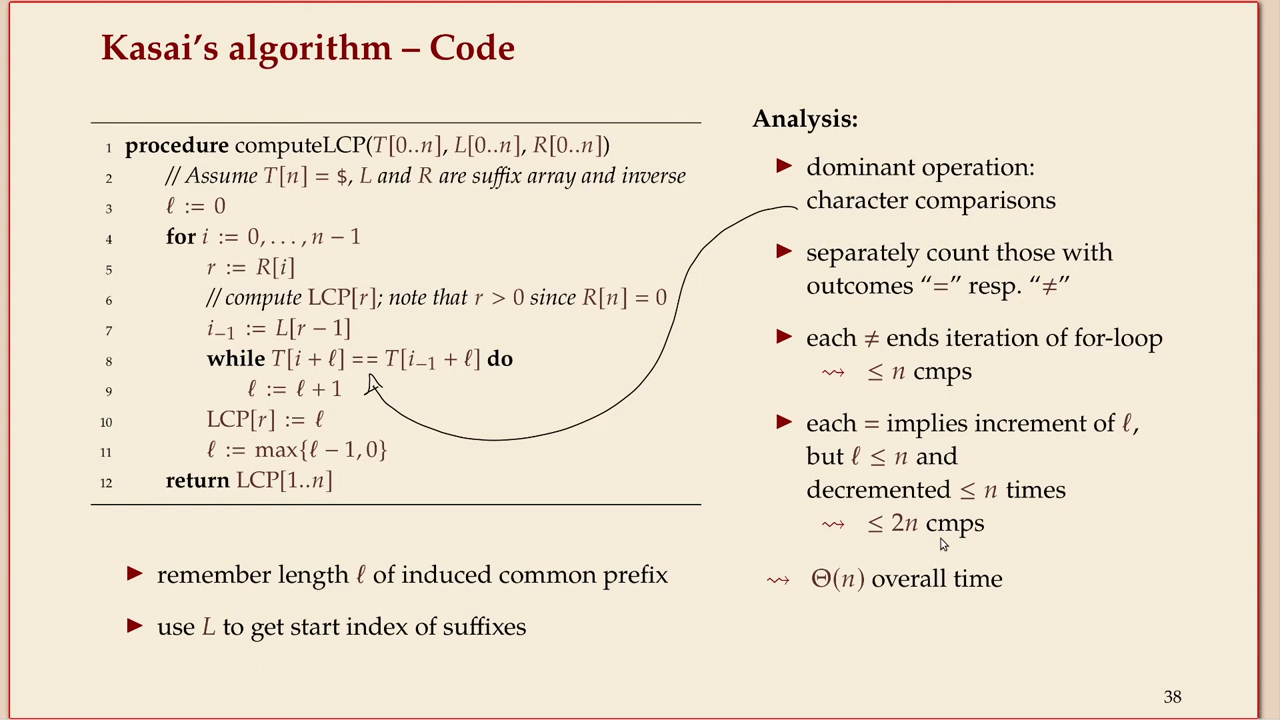 Kasai's algorithm – Code
1 procedure computeLCP(T[0..n], L[0..n], R[0..n])
2 // Assume T[n] = $, L and R are suffix array and inverse
3 ℓ := 0
4 for i := 0, . . . , n − 1
5 r := R[i]
6 // compute LCP[r]; note that r > 0 since R[n] = 0
7 i₋₁ := L[r − 1]
8 while T[i + ℓ] == T[i₋₁ + ℓ] do
9 ℓ := ℓ + 1
10 LCP[r] := ℓ
11 ℓ := max{ℓ − 1, 0}
12 return LCP[1..n]
▶ remember length ℓ of induced common prefix
▶ use L to get start index of suffixes
Analysis:
▶ dominant operation:
character comparisons
▶ separately count those with
outcomes “=” resp. “≠”
▶ each ≠ ends iteration of for-loop
⇝ ≤ n cmps
▶ each = implies increment of ℓ,
but ℓ ≤ n and
decremented ≤ n times
⇝ ≤ 2n cmps
⇝ Θ(n) overall time
38